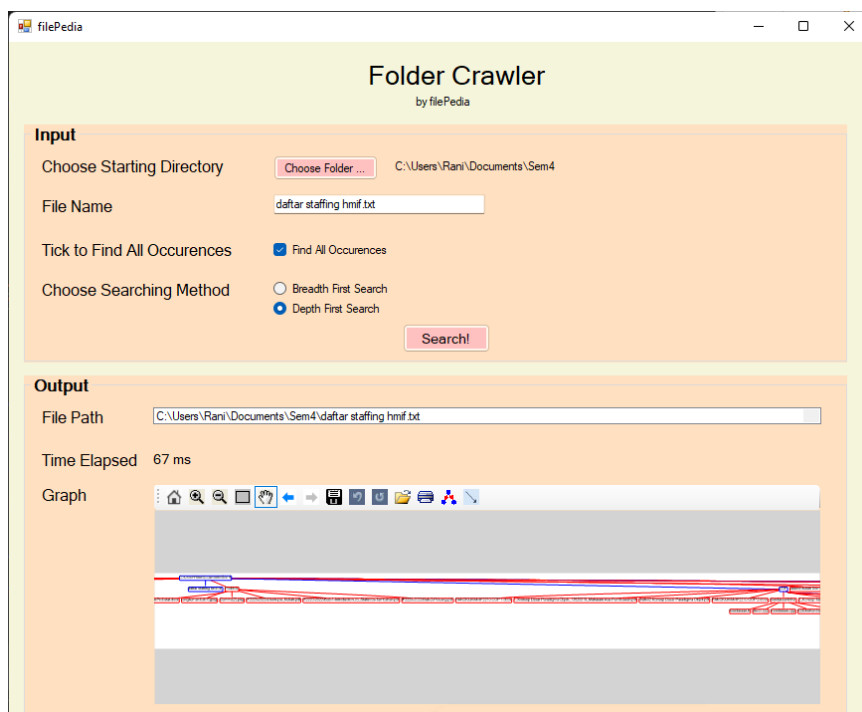 filePedia
Folder Crawler
by filePedia
Input
Choose Starting Directory
Choose Folder ...
C:\Users\Rani\Documents\Sem4
File Name
daftar staffing hmif.txt
Tick to Find All Occurences
Find All Occurences
Choose Searching Method
Breadth First Search
Depth First Search
Search!
Output
File Path
C:\Users\Rani\Documents\Sem4\daftar staffing hmif.txt
Time Elapsed
67 ms
Graph